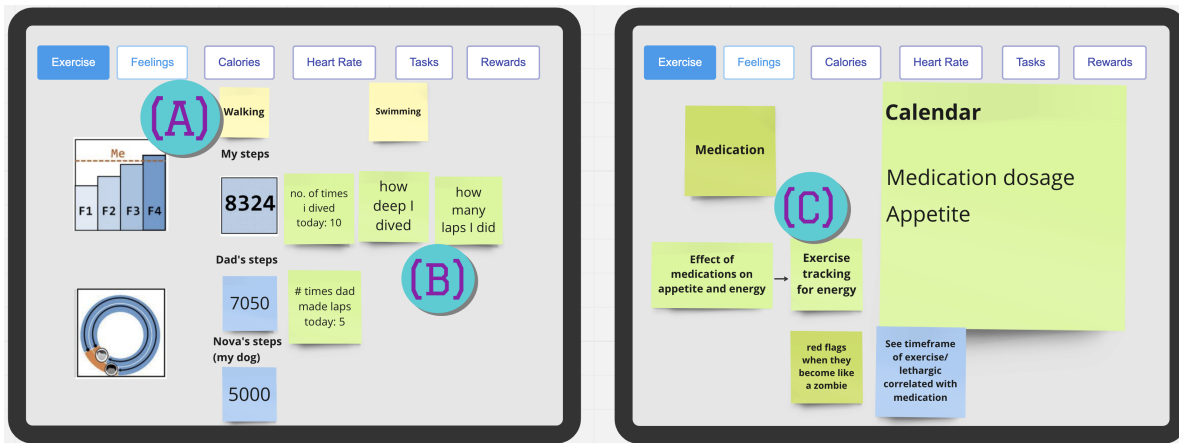 Exercise
Feelings
Calories
Heart Rate
Tasks
Rewards
(A)
Walking
Swimming
Me
F1 F2 F3 F4
My steps
8324
no. of times
i dived
today: 10
how
deep I
dived
how
many
laps I did
(B)
Dad's steps
7050
# times dad
made laps
today: 5
Nova's steps
(my dog)
5000
Exercise
Feelings
Calories
Heart Rate
Tasks
Rewards
Medication
(C)
Calendar
Medication dosage
Appetite
Effect of
medications on
appetite and energy
Exercise
tracking
for energy
red flags
when they
become like
a zombie
See timeframe
of exercise/
lethargic
correlated with
medication